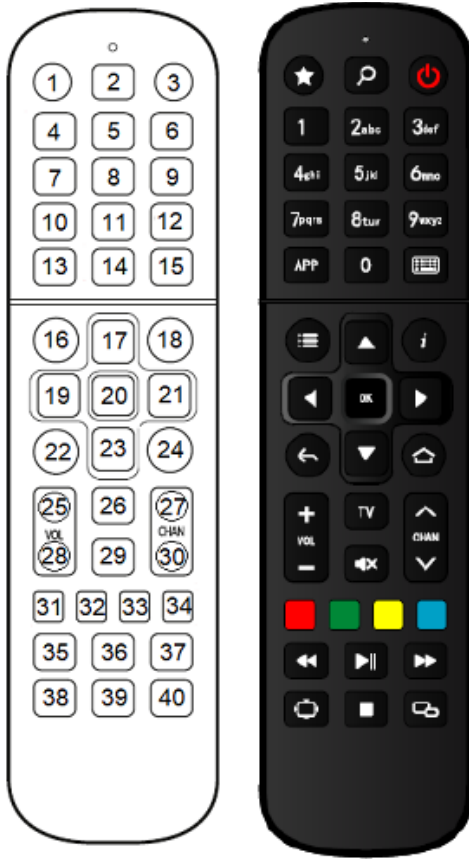 1 2 3
4 5 6
7 8 9
10 11 12
13 14 15
16 17 18
19 20 21
22 23 24
25 26 27
VOL CHAN
28 29 30
31 32 33 34
35 36 37
38 39 40
1 2abc 3def
4ghi 5jkl 6mno
7pqrs 8tuv 9wxyz
APP 0
i
OK
+ TV
VOL CHAN
-